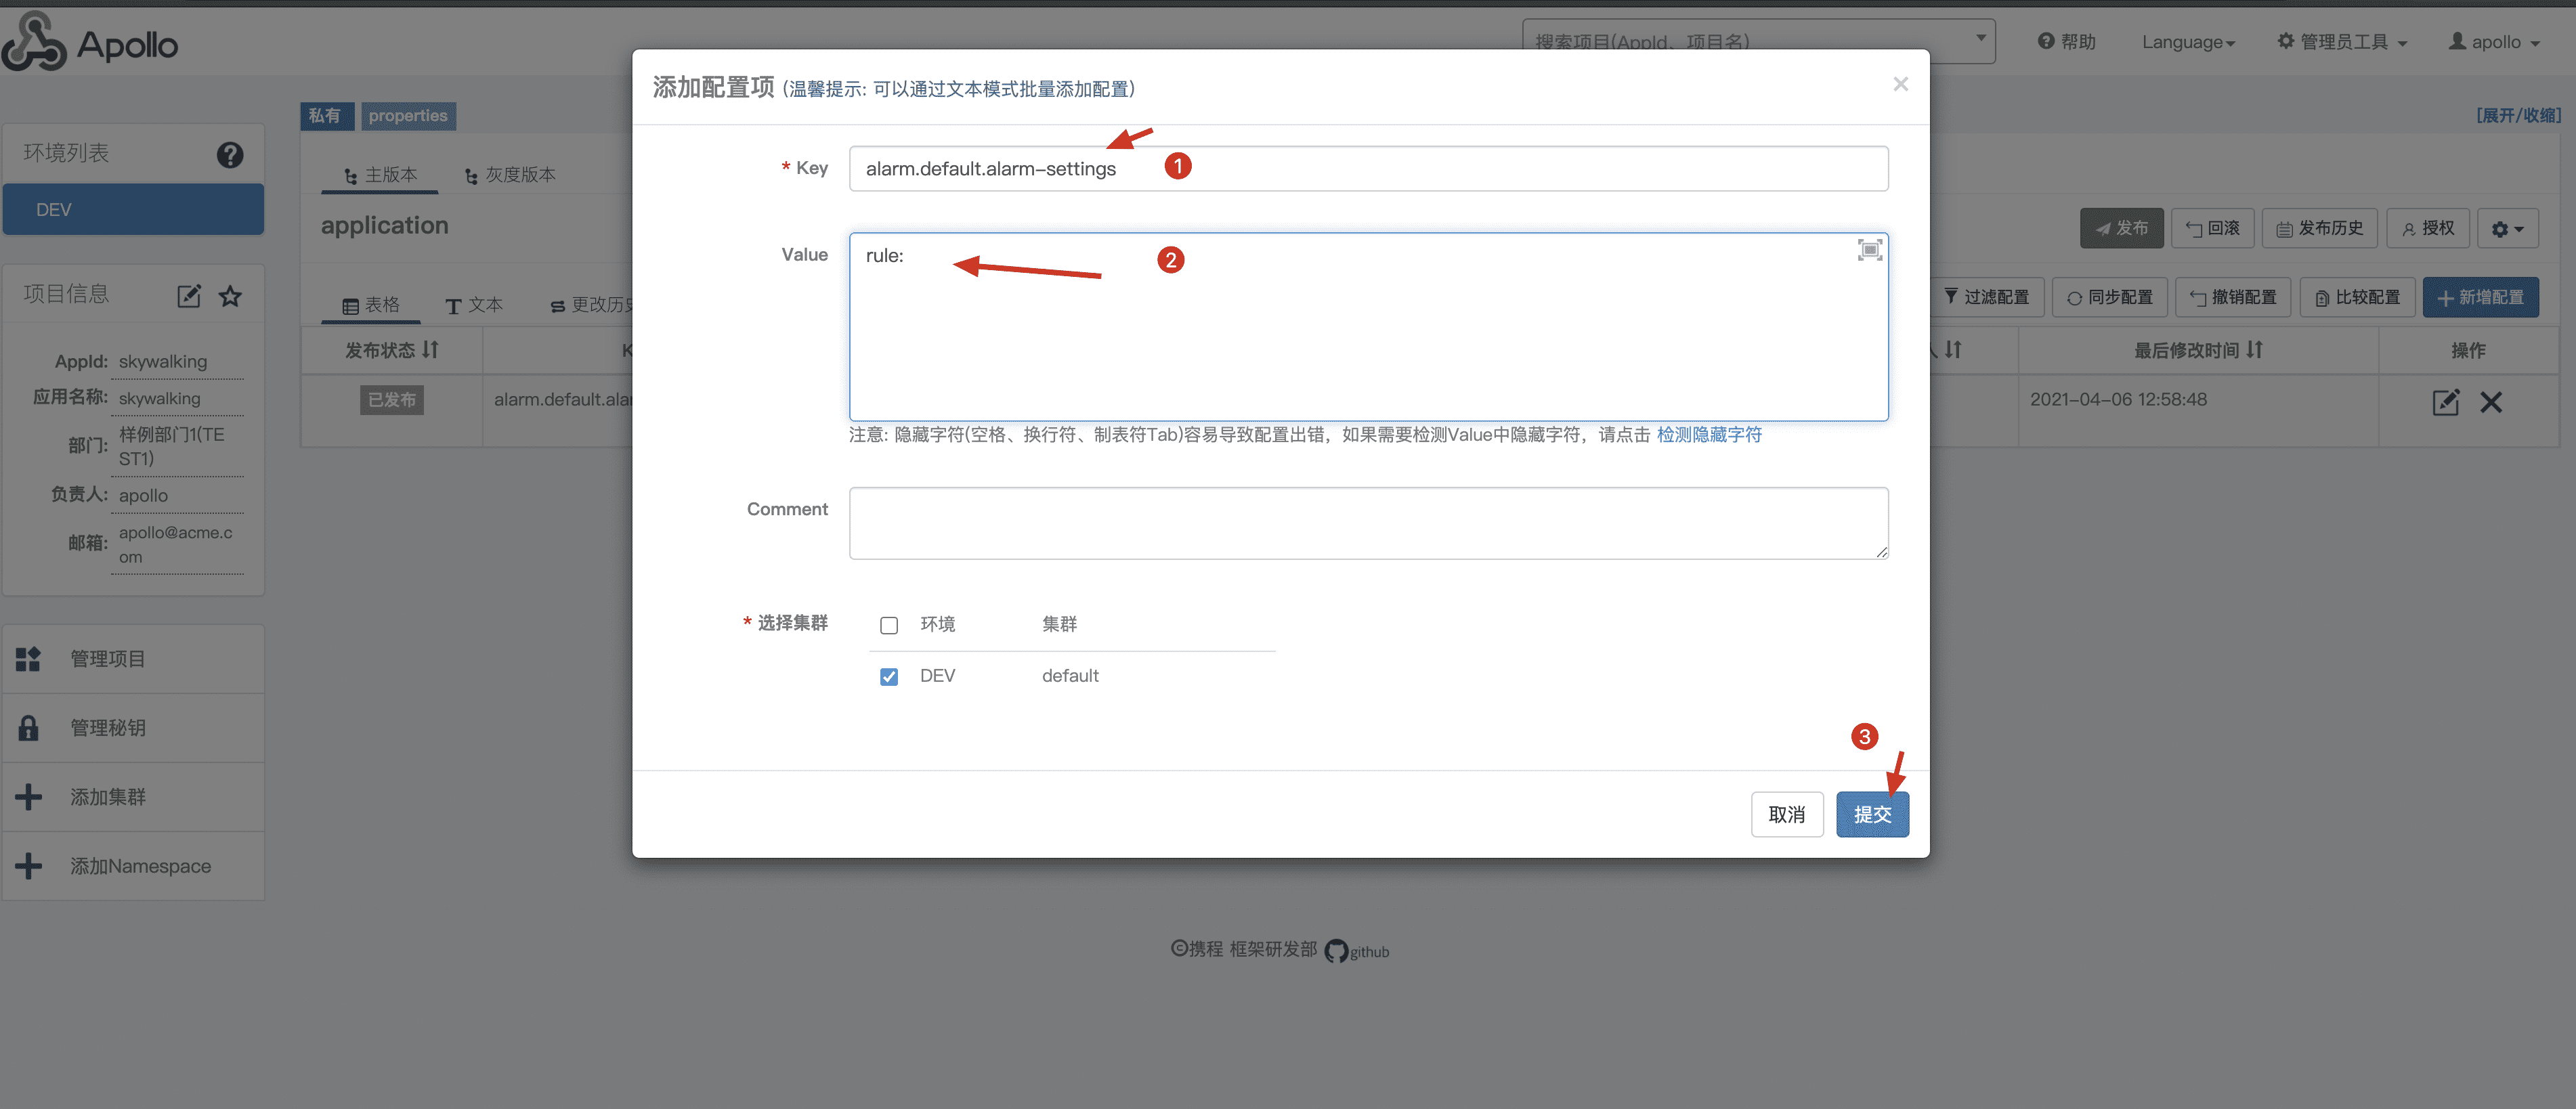 Apollo
搜索项目(AppId、项目名)
帮助
Language
管理员工具
apollo
添加配置项 (温馨提示: 可以通过文本模式批量添加配置)
×
私有
properties
[展开/收缩]
环境列表
DEV
主版本
灰度版本
* Key
alarm.default.alarm-settings
1
application
发布
回滚
发布历史
授权
Value
rule:
2
项目信息
表格
文本
更改历
过滤配置
同步配置
撤销配置
比较配置
新增配置
发布状态
K
最后修改时间
操作
已发布
alarm.default.ala
2021-04-06 12:58:48
AppId: skywalking
应用名称: skywalking
部门: 样例部门1(TE
ST1)
负责人: apollo
邮箱: apollo@acme.c
om
注意: 隐藏字符(空格、换行符、制表符Tab)容易导致配置出错，如果需要检测Value中隐藏字符，请点击 检测隐藏字符
Comment
* 选择集群
环境
集群
DEV
default
管理项目
管理秘钥
添加集群
添加Namespace
3
取消
提交
©携程 框架研发部 github